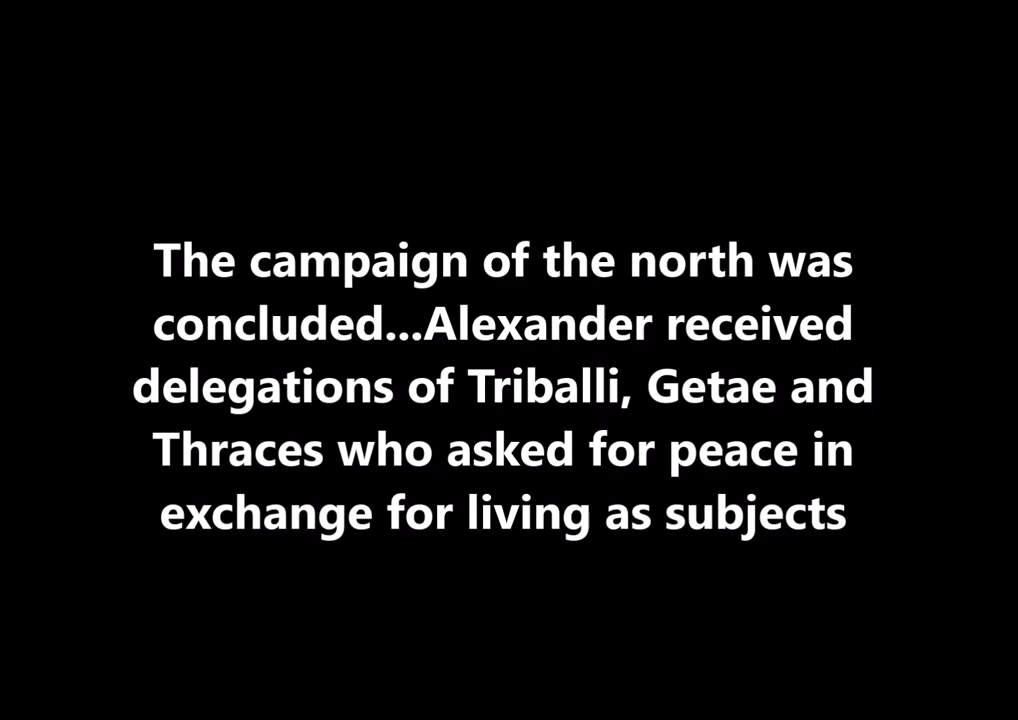 The campaign of the north was
concluded...Alexander received
delegations of Triballi, Getae and
Thraces who asked for peace in
exchange for living as subjects